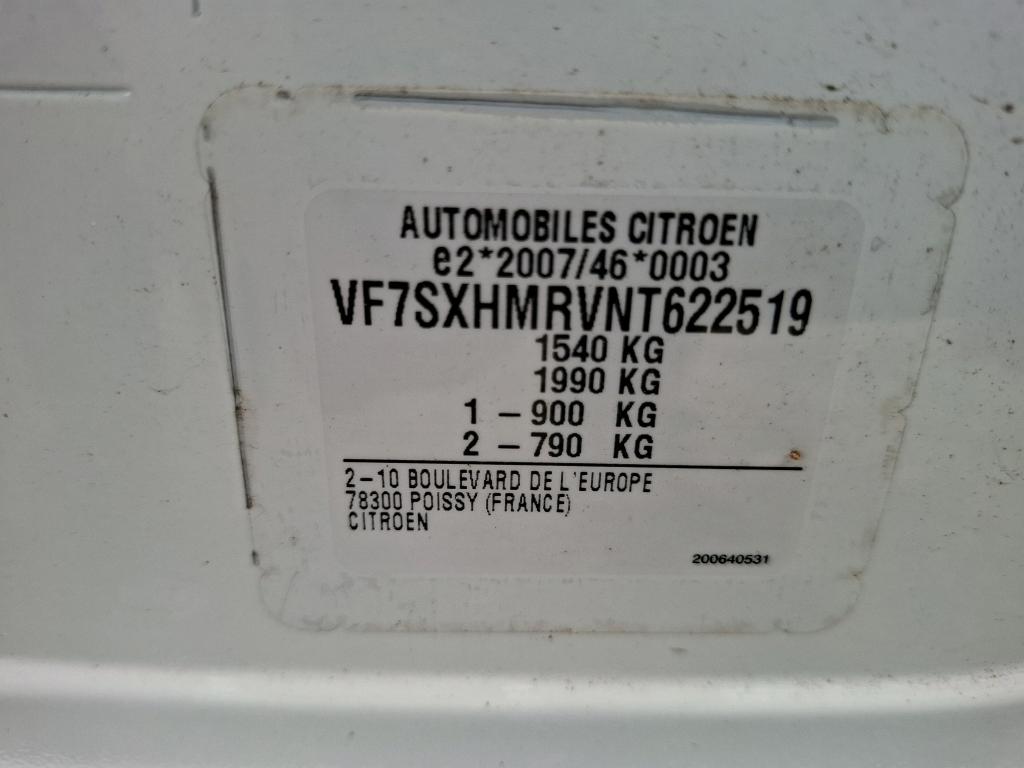 AUTOMOBILES CITROEN
e2*2007/46*0003
VF7SXHMRVNT622519
1540 KG
1990 KG
1 – 900 KG
2 – 790 KG
2–10 BOULEVARD DE L'EUROPE
78300 POISSY (FRANCE)
CITROEN
200640531